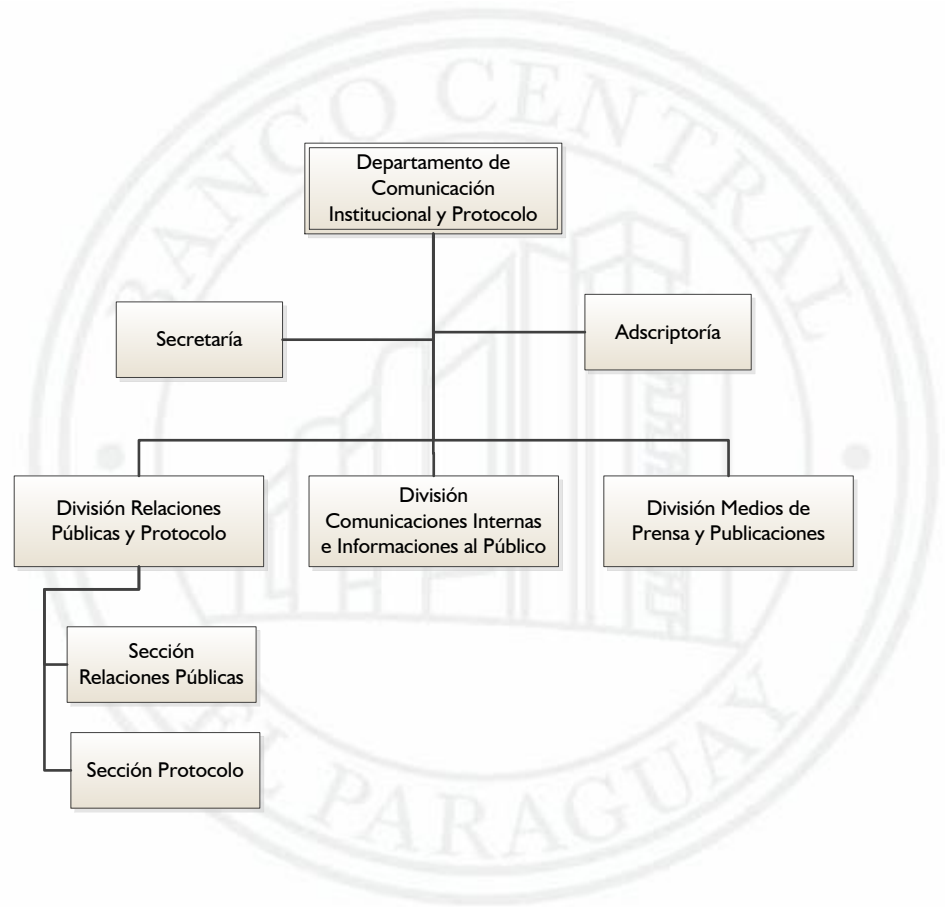 BANCO CENTRAL
Departamento de
Comunicación
Institucional y Protocolo
Secretaría
Adscriptoría
División Relaciones
Públicas y Protocolo
División
Comunicaciones Internas
e Informaciones al Público
División Medios de
Prensa y Publicaciones
Sección
Relaciones Públicas
Sección Protocolo
EL PARAGUAY